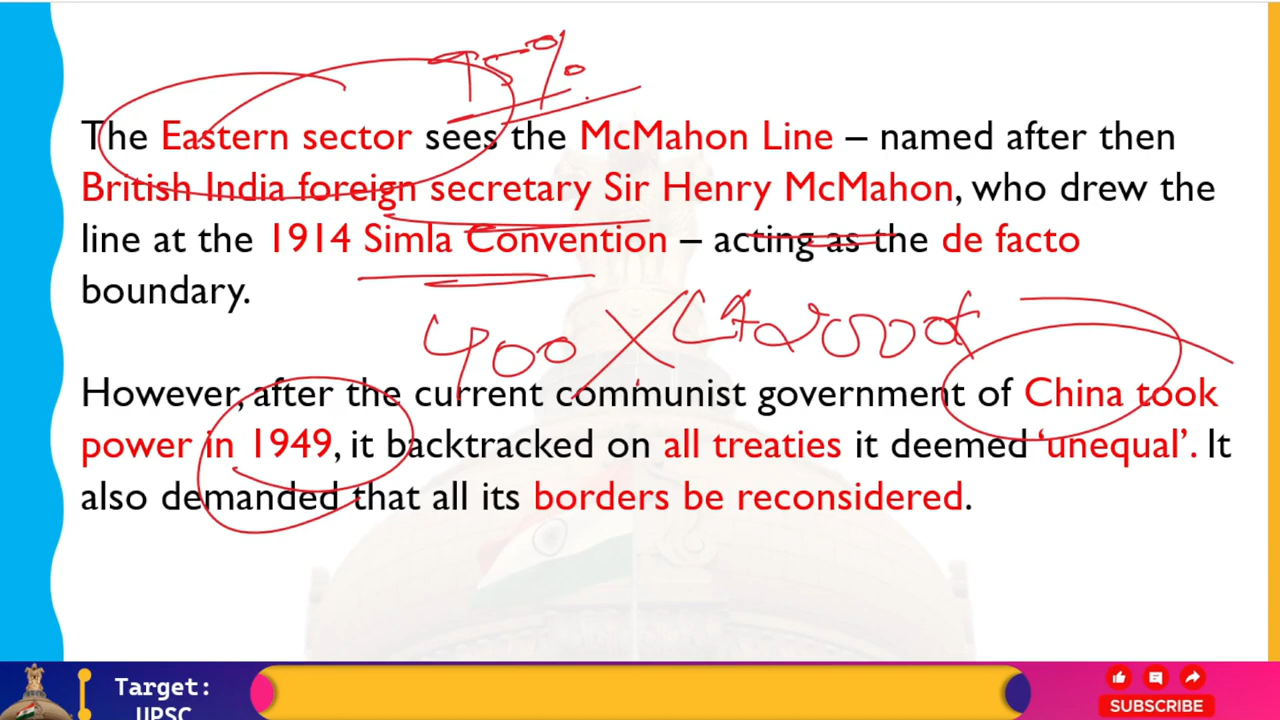 95%
The Eastern sector sees the McMahon Line – named after then
British India foreign secretary Sir Henry McMahon, who drew the
line at the 1914 Simla Convention – acting as the de facto
boundary.
400
However, after the current communist government of China took
power in 1949, it backtracked on all treaties it deemed ‘unequal’. It
also demanded that all its borders be reconsidered.
Target:
UPSC
SUBSCRIBE